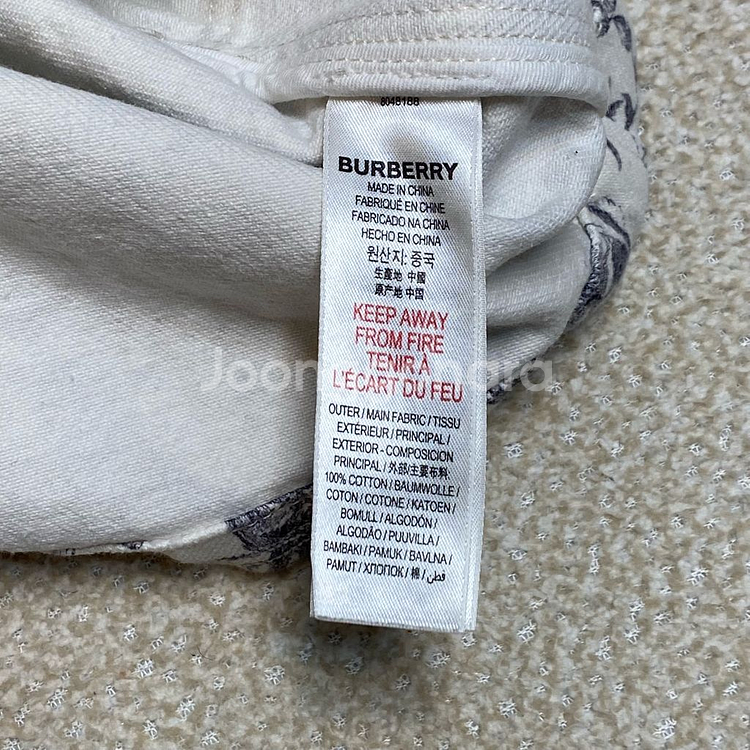 8048188
BURBERRY
MADE IN CHINA
FABRIQUÉ EN CHINE
FABRICADO NA CHINA
HECHO EN CHINA
원산지: 중국
生產地 中國
原产地 中国
KEEP AWAY
FROM FIRE
TENIR À
L'ÉCART DU FEU
OUTER / MAIN FABRIC / TISSU
EXTÉRIEUR / PRINCIPAL /
EXTERIOR - COMPOSICION
PRINCIPAL / 外部/主要布料
100% COTTON / BAUMWOLLE /
COTON / COTONE / KATOEN /
BOMULL / ALGODÓN /
ALGODÃO / PUUVILLA /
BAMBAKI / PAMUK / BAVLNA /
PAMUT / ХЛОПОК / 棉 / قطن